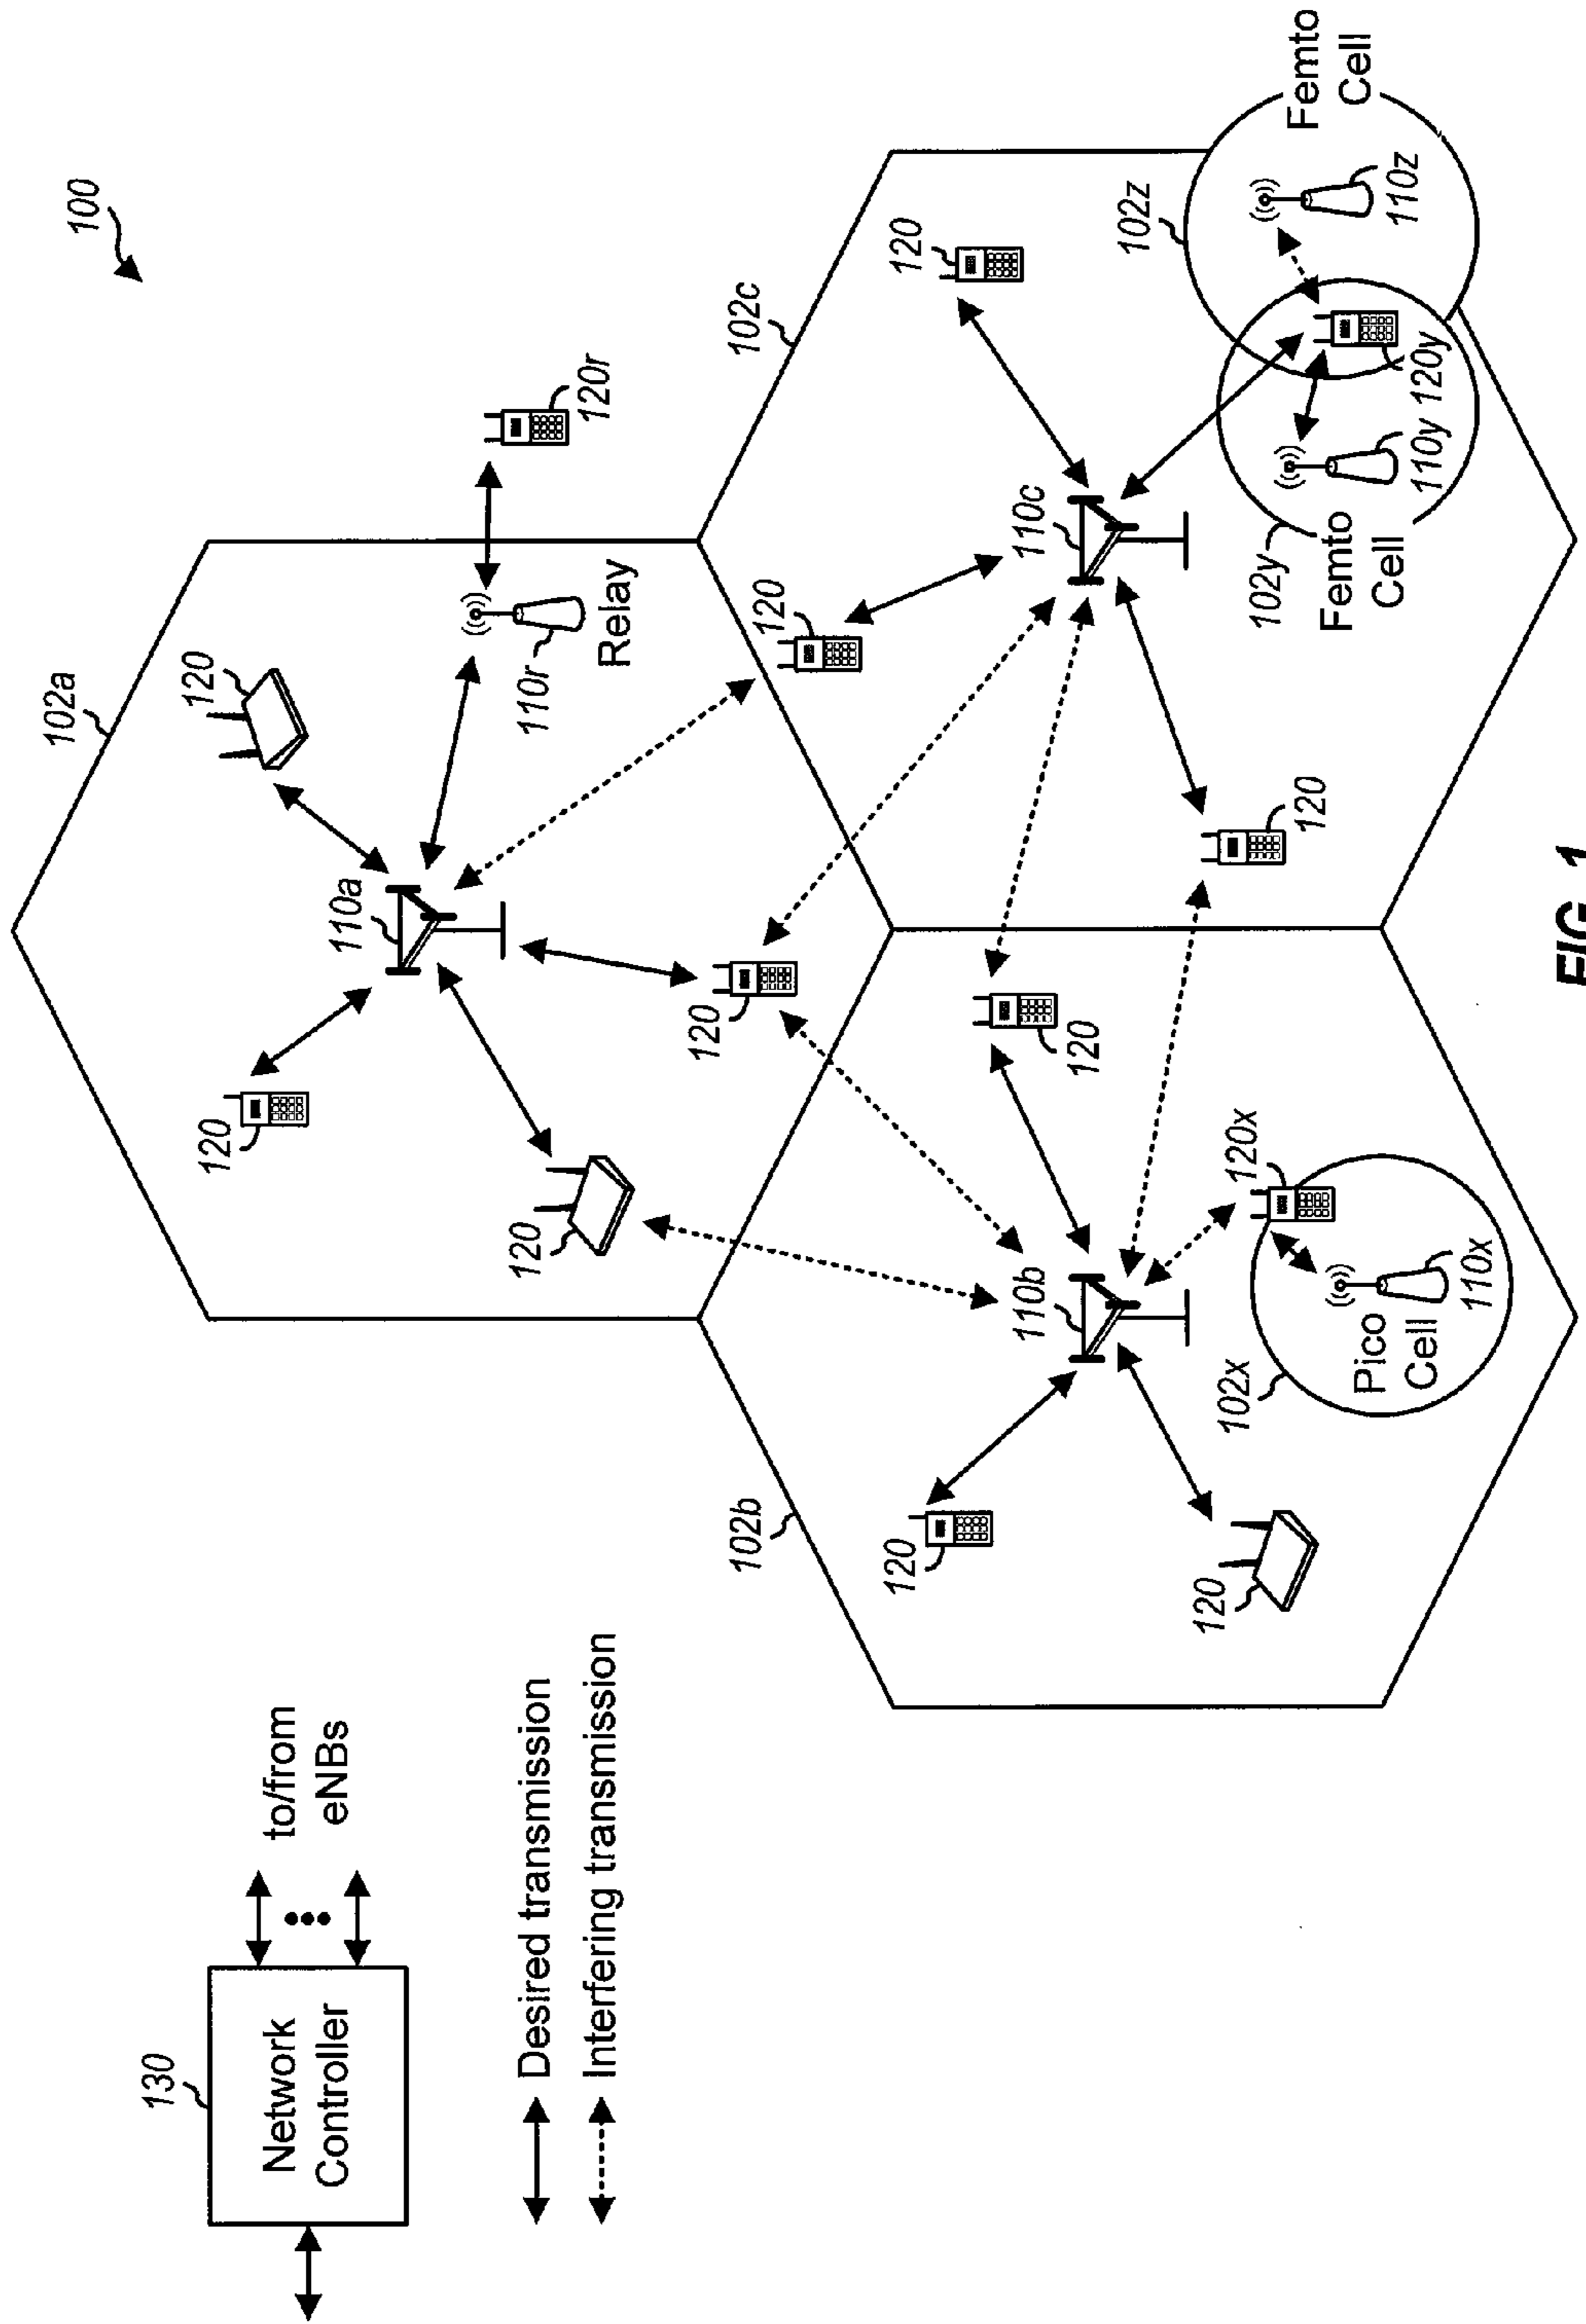 100
130
Network
Controller
to/from
eNBs
Desired transmission
Interfering transmission
102a
120
120
110a
120
120
110r
Relay
120r
102b
120
120
110b
120
102x
Pico
Cell
110x
120x
102c
120
120
110c
120
102y
Femto
Cell
110y
120y
102z
Femto
Cell
110z
FIG. 1